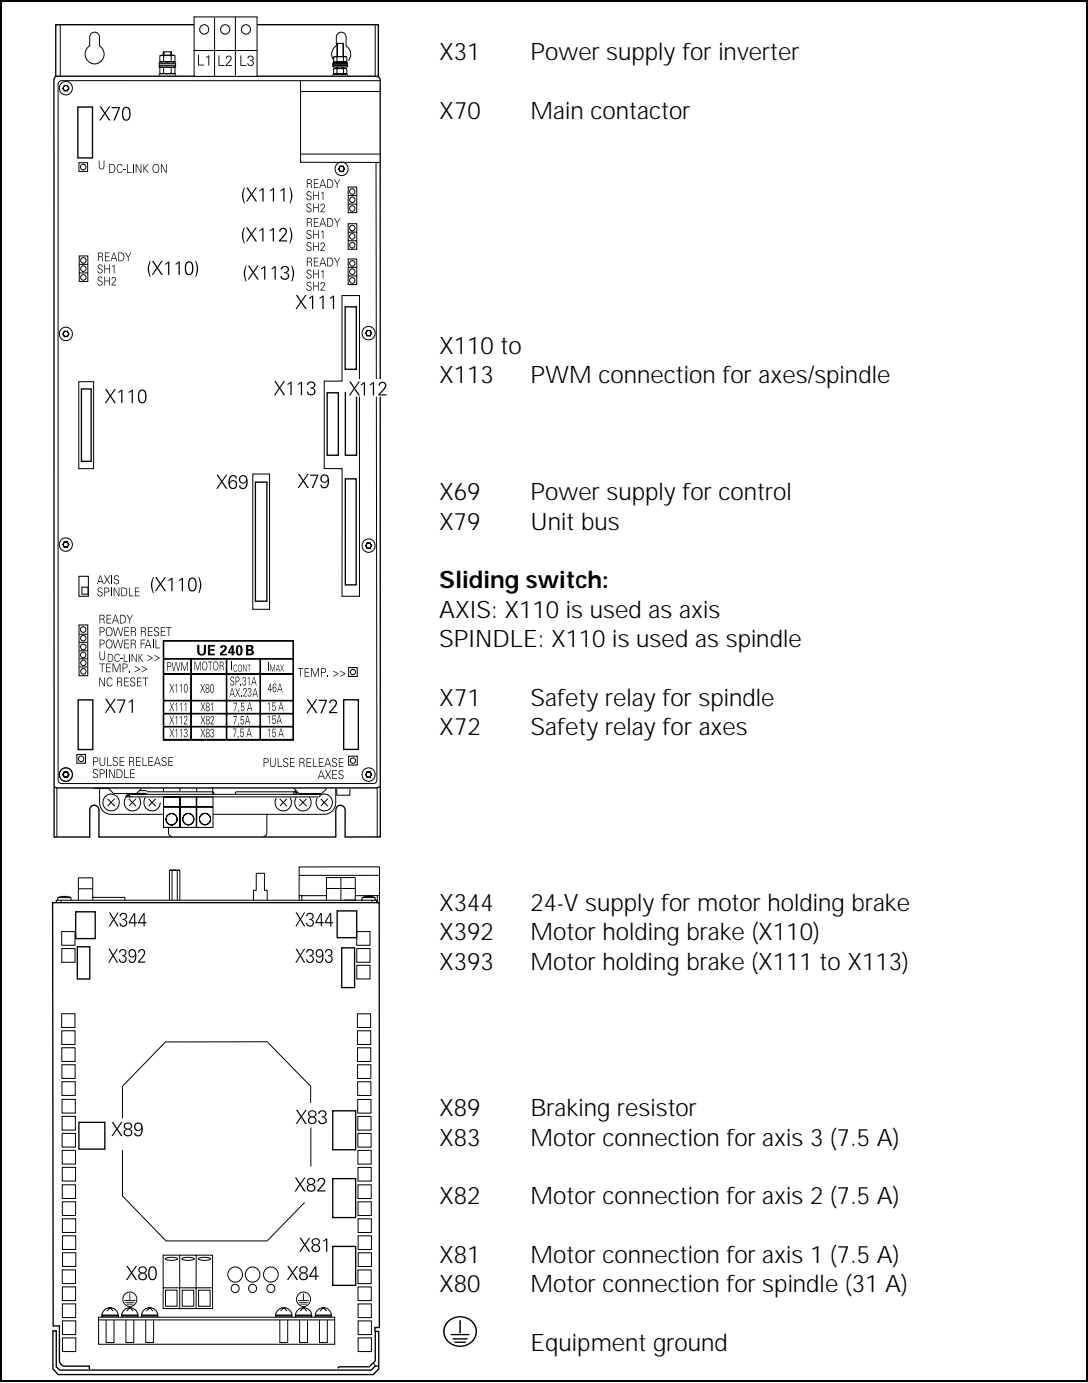 L1 L2 L3
X31 Power supply for inverter
X70 Main contactor
X70
U DC-LINK ON
(X111) READY
SH1
SH2
(X112) READY
SH1
SH2
READY
SH1
SH2
(X110)
(X113) READY
SH1
SH2
X111
X110 to
X113 PWM connection for axes/spindle
X110
X113 X112
X69 X79
X69 Power supply for control
X79 Unit bus
AXIS
SPINDLE (X110)
Sliding switch:
AXIS: X110 is used as axis
SPINDLE: X110 is used as spindle
READY
POWER RESET
POWER FAIL
UDC-LINK >>
TEMP. >>
NC RESET
UE 240 B
PWM MOTOR ICONT IMAX
X110 X80 SP.31A AX.23A 46A
X111 X81 7,5 A 15 A
X112 X82 7,5A 15A
X113 X83 7,5 A 15 A
TEMP. >>
X71 X72
X71 Safety relay for spindle
X72 Safety relay for axes
PULSE RELEASE
SPINDLE
PULSE RELEASE
AXES
X344 X344
X392 X393
X344 24-V supply for motor holding brake
X392 Motor holding brake (X110)
X393 Motor holding brake (X111 to X113)
X89 X83
X82
X81
X80 X84
X89 Braking resistor
X83 Motor connection for axis 3 (7.5 A)
X82 Motor connection for axis 2 (7.5 A)
X81 Motor connection for axis 1 (7.5 A)
X80 Motor connection for spindle (31 A)
Equipment ground